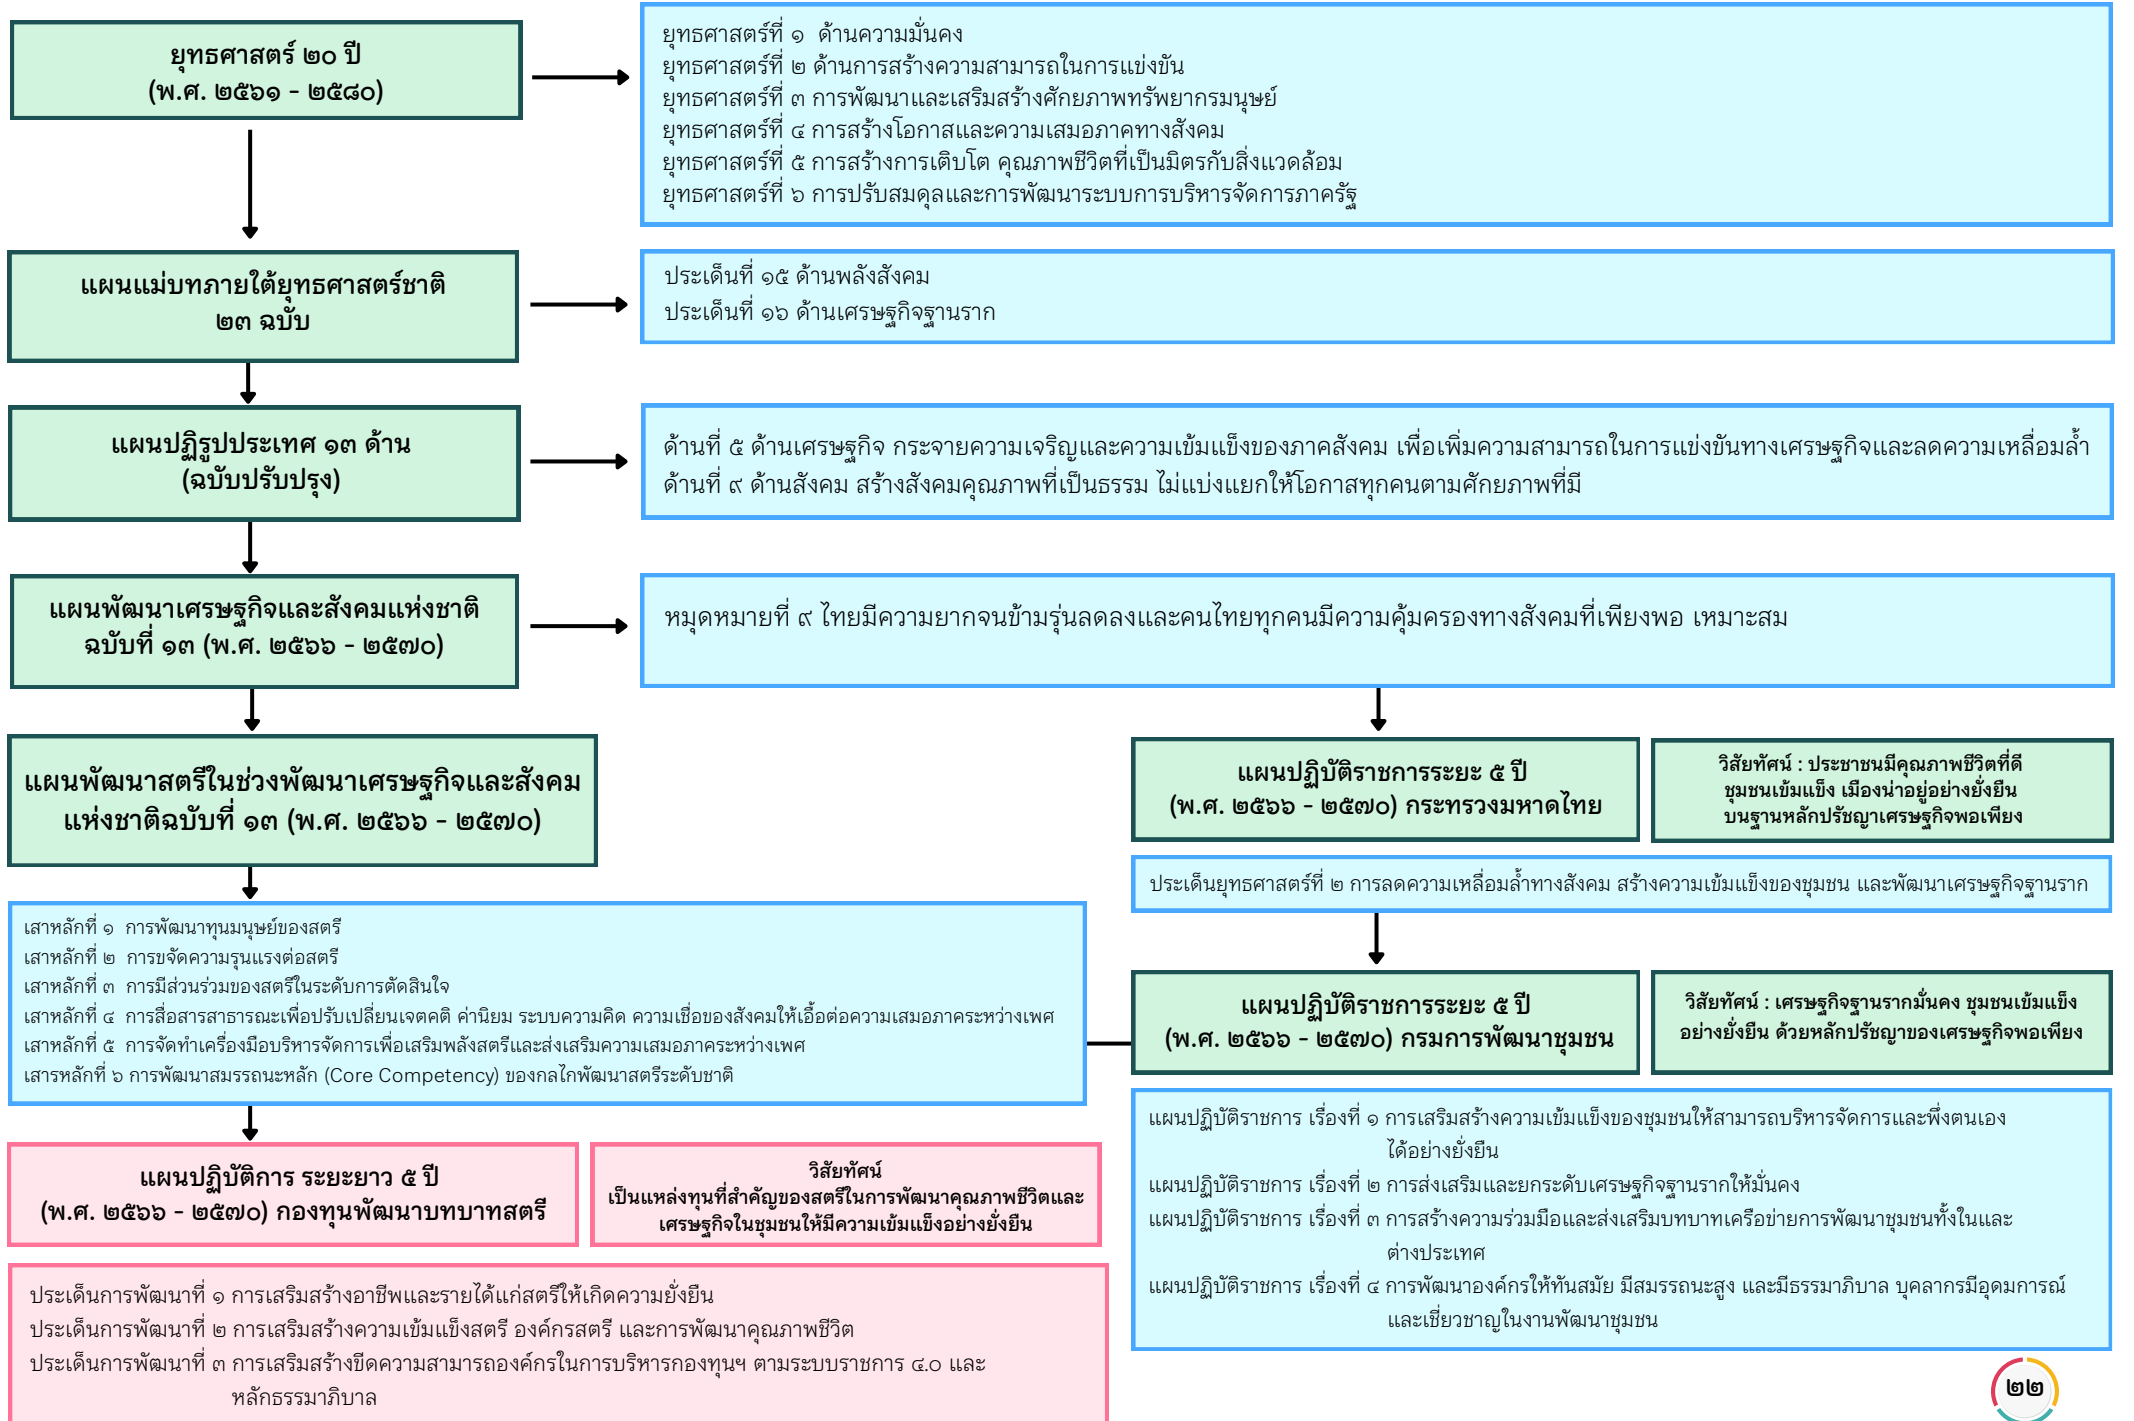 ยุทธศาสตร์ ๒๐ ปี
(พ.ศ. ๒๕๖๑ - ๒๕๘๐)
ยุทธศาสตร์ที่ ๑  ด้านความมั่นคง
ยุทธศาสตร์ที่ ๒ ด้านการสร้างความสามารถในการแข่งขัน
ยุทธศาสตร์ที่ ๓ การพัฒนาและเสริมสร้างศักยภาพทรัพยากรมนุษย์
ยุทธศาสตร์ที่ ๔ การสร้างโอกาสและความเสมอภาคทางสังคม
ยุทธศาสตร์ที่ ๕ การสร้างการเติบโต คุณภาพชีวิตที่เป็นมิตรกับสิ่งแวดล้อม
ยุทธศาสตร์ที่ ๖ การปรับสมดุลและการพัฒนาระบบการบริหารจัดการภาครัฐ
แผนแม่บทภายใต้ยุทธศาสตร์ชาติ
๒๓ ฉบับ
ประเด็นที่ ๑๕ ด้านพลังสังคม
ประเด็นที่ ๑๖ ด้านเศรษฐกิจฐานราก
แผนปฏิรูปประเทศ ๑๓ ด้าน
(ฉบับปรับปรุง)
ด้านที่ ๕ ด้านเศรษฐกิจ กระจายความเจริญและความเข้มแข็งของภาคสังคม เพื่อเพิ่มความสามารถในการแข่งขันทางเศรษฐกิจและลดความเหลื่อมล้ำ
ด้านที่ ๙ ด้านสังคม สร้างสังคมคุณภาพที่เป็นธรรม ไม่แบ่งแยกให้โอกาสทุกคนตามศักยภาพที่มี
แผนพัฒนาเศรษฐกิจและสังคมแห่งชาติ
ฉบับที่ ๑๓ (พ.ศ. ๒๕๖๖ - ๒๕๗๐)
หมุดหมายที่ ๙ ไทยมีความยากจนข้ามรุ่นลดลงและคนไทยทุกคนมีความคุ้มครองทางสังคมที่เพียงพอ เหมาะสม
แผนพัฒนาสตรีในช่วงพัฒนาเศรษฐกิจและสังคม
แห่งชาติฉบับที่ ๑๓ (พ.ศ. ๒๕๖๖ - ๒๕๗๐)
เสาหลักที่ ๑  การพัฒนาทุนมนุษย์ของสตรี
เสาหลักที่ ๒  การขจัดความรุนแรงต่อสตรี
เสาหลักที่ ๓  การมีส่วนร่วมของสตรีในระดับการตัดสินใจ
เสาหลักที่ ๔  การสื่อสารสาธารณะเพื่อปรับเปลี่ยนเจตคติ ค่านิยม ระบบความคิด ความเชื่อของสังคมให้เอื้อต่อความเสมอภาคระหว่างเพศ
เสาหลักที่ ๕  การจัดทำเครื่องมือบริหารจัดการเพื่อเสริมพลังสตรีและส่งเสริมความเสมอภาคระหว่างเพศ
เสารหลักที่ ๖ การพัฒนาสมรรถนะหลัก (Core Competency) ของกลไกพัฒนาสตรีระดับชาติ
แผนปฏิบัติการ ระยะยาว ๕ ปี
(พ.ศ. ๒๕๖๖ - ๒๕๗๐) กองทุนพัฒนาบทบาทสตรี
วิสัยทัศน์
เป็นแหล่งทุนที่สำคัญของสตรีในการพัฒนาคุณภาพชีวิตและ
เศรษฐกิจในชุมชนให้มีความเข้มแข็งอย่างยั่งยืน
ประเด็นการพัฒนาที่ ๑ การเสริมสร้างอาชีพและรายได้แก่สตรีให้เกิดความยั่งยืน
ประเด็นการพัฒนาที่ ๒ การเสริมสร้างความเข้มแข็งสตรี องค์กรสตรี และการพัฒนาคุณภาพชีวิต
ประเด็นการพัฒนาที่ ๓ การเสริมสร้างขีดความสามารถองค์กรในการบริหารกองทุนฯ ตามระบบราชการ ๔.๐ และ
หลักธรรมาภิบาล
แผนปฏิบัติราชการระยะ ๕ ปี
(พ.ศ. ๒๕๖๖ - ๒๕๗๐) กระทรวงมหาดไทย
วิสัยทัศน์ : ประชาชนมีคุณภาพชีวิตที่ดี
ชุมชนเข้มแข็ง เมืองน่าอยู่อย่างยั่งยืน
บนฐานหลักปรัชญาเศรษฐกิจพอเพียง
ประเด็นยุทธศาสตร์ที่ ๒ การลดความเหลื่อมล้ำทางสังคม สร้างความเข้มแข็งของชุมชน และพัฒนาเศรษฐกิจฐานราก
แผนปฏิบัติราชการระยะ ๕ ปี
(พ.ศ. ๒๕๖๖ - ๒๕๗๐) กรมการพัฒนาชุมชน
วิสัยทัศน์ : เศรษฐกิจฐานรากมั่นคง ชุมชนเข้มแข็ง
อย่างยั่งยืน ด้วยหลักปรัชญาของเศรษฐกิจพอเพียง
แผนปฏิบัติราชการ เรื่องที่ ๑ การเสริมสร้างความเข้มแข็งของชุมชนให้สามารถบริหารจัดการและพึ่งตนเอง
ได้อย่างยั่งยืน
แผนปฏิบัติราชการ เรื่องที่ ๒ การส่งเสริมและยกระดับเศรษฐกิจฐานรากให้มั่นคง
แผนปฏิบัติราชการ เรื่องที่ ๓ การสร้างความร่วมมือและส่งเสริมบทบาทเครือข่ายการพัฒนาชุมชนทั้งในและ
ต่างประเทศ
แผนปฏิบัติราชการ เรื่องที่ ๔ การพัฒนาองค์กรให้ทันสมัย มีสมรรถนะสูง และมีธรรมาภิบาล บุคลากรมีอุดมการณ์
และเชี่ยวชาญในงานพัฒนาชุมชน
๒๒